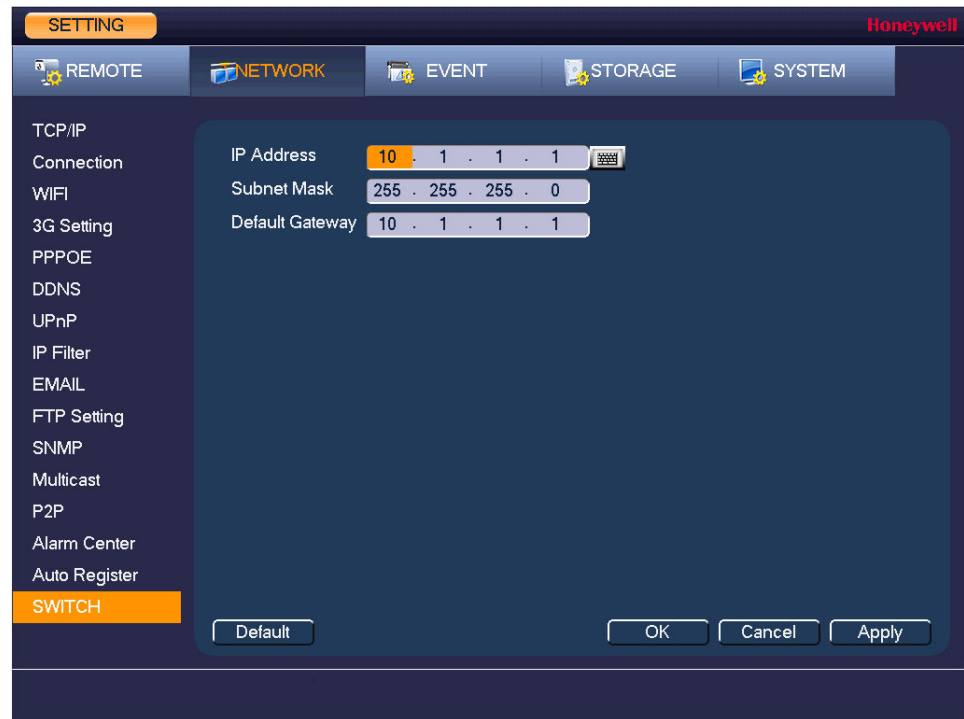 SETTING
Honeywell
REMOTE
NETWORK
EVENT
STORAGE
SYSTEM
TCP/IP
Connection
WIFI
3G Setting
PPPOE
DDNS
UPnP
IP Filter
EMAIL
FTP Setting
SNMP
Multicast
P2P
Alarm Center
Auto Register
SWITCH
IP Address 10 . 1 . 1 . 1
Subnet Mask 255 . 255 . 255 . 0
Default Gateway 10 . 1 . 1 . 1
Default
OK
Cancel
Apply